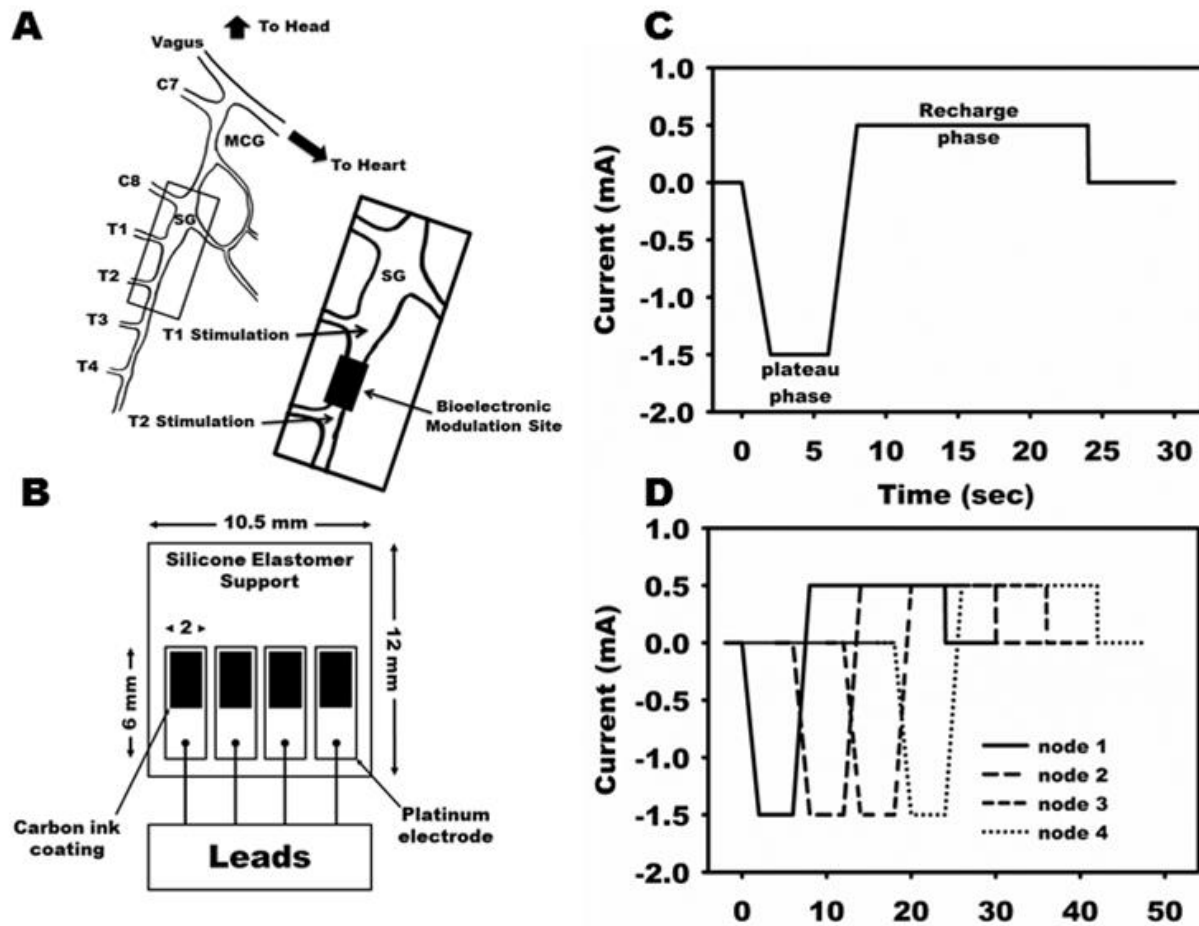 A
To Head
Vagus
C7
MCG
To Heart
C8
SG
T1
T2
T3
T4
SG
T1 Stimulation
T2 Stimulation
Bioelectronic
Modulation Site
B
10.5 mm
Silicone Elastomer
Support
2
6 mm
12 mm
Carbon ink
coating
Platinum
electrode
Leads
C
Current (mA)
1.0
0.5
0.0
-0.5
-1.0
-1.5
-2.0
Recharge
phase
plateau
phase
0 5 10 15 20 25 30
Time (sec)
D
Current (mA)
1.0
0.5
0.0
-0.5
-1.0
-1.5
-2.0
node 1
node 2
node 3
node 4
0 10 20 30 40 50